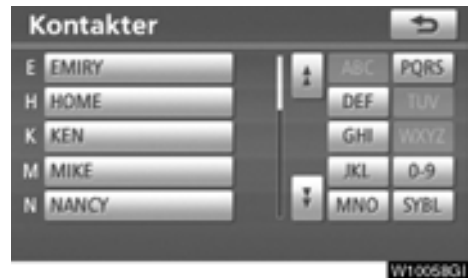 Kontakter
E EMIRY ABC PQRS
H HOME DEF TUV
K KEN GHI WXYZ
M MIKE JKL 0-9
N NANCY MNO SYBL
W10058GI